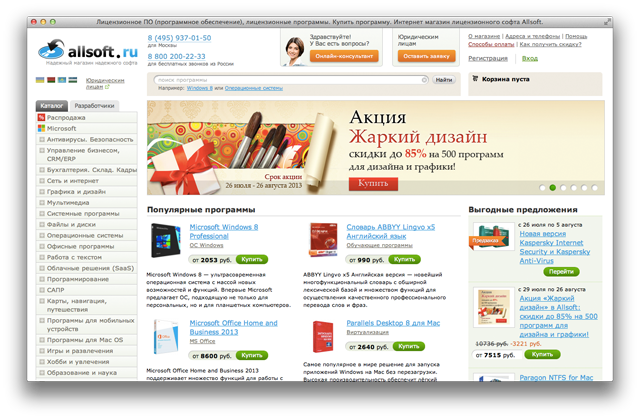 Лицензионное ПО (программное обеспечение), лицензионные программы. Купить программу. Интернет магазин лицензионного софта Allsoft.
allsoft.ru
Надежный магазин надежного софта
8 (495) 937-01-50
для Москвы
8 800 200-22-33
для бесплатных звонков из России
Здравствуйте!
У Вас есть вопросы?
Онлайн-консультант
Юридическим
лицам
Оставить заявку
О магазине | Адреса и телефоны | Помощь
Способы оплаты | Как получить скидку?
Регистрация Вход
Юридическим
лицам
поиск программы
Найти
Например: Windows 8 или Операционные системы
Корзина пуста
Каталог Разработчики
Распродажа
Microsoft
Антивирусы. Безопасность
Управление бизнесом,
CRM/ERP
Бухгалтерия. Склад. Кадры
Сеть и интернет
Графика и дизайн
Мультимедиа
Системные программы
Файлы и диски
Операционные системы
Офисные программы
Работа с текстом
Облачные решения (SaaS)
Программирование
САПР
Карты, навигация,
путешествия
Программы для мобильных
устройств
Программы для Mac OS
Игры и развлечения
Хобби и увлечения
Образование и наука
Срок акции
26 июля - 26 августа 2013
Акция
Жаркий дизайн
скидки до 85% на 500 программ
для дизайна и графики!
Купить
Популярные программы
Microsoft Windows 8
Professional
ОС Windows
от 2053 руб. Купить
Microsoft Windows 8 — ультрасовременная
операционная система с массой новых
возможностей и функций. Впервые Microsoft
предлагает ОС, подходящую не только для
персональных, но и для планшетных компьютеров.
Словарь ABBYY Lingvo x5
Английский язык
Обучающие программы
от 990 руб. Купить
ABBYY Lingvo x5 Английская версия — новейший
многофункциональный словарь с обширной
лексической базой и множеством функций для
осуществления качественного профессионального
перевода слов и фраз.
Microsoft Office Home and
Business 2013
MS Office
от 8600 руб. Купить
Microsoft Office Home and Business 2013
поддерживает множество функций для работы с
Parallels Desktop 8 для Mac
Виртуализация
от 2640 руб. Купить
Самое популярное в мире решение для запуска
приложений Windows на Mac без перезагрузки.
Высокая производительность обеспечит лёгкий
Выгодные предложения
с 26 июля по 5 августа
Предзаказ
Новая версия
Kaspersky Internet
Security и Kaspersky
Anti-Virus
Перейти
с 29 июля по 26 августа
Акция «Жаркий
дизайн» в Allsoft:
скидки до 85% на 500
программ для
дизайна и графики!
10736 руб. -3221 руб.
от 7515 руб. Купить
Paragon NTFS for Mac